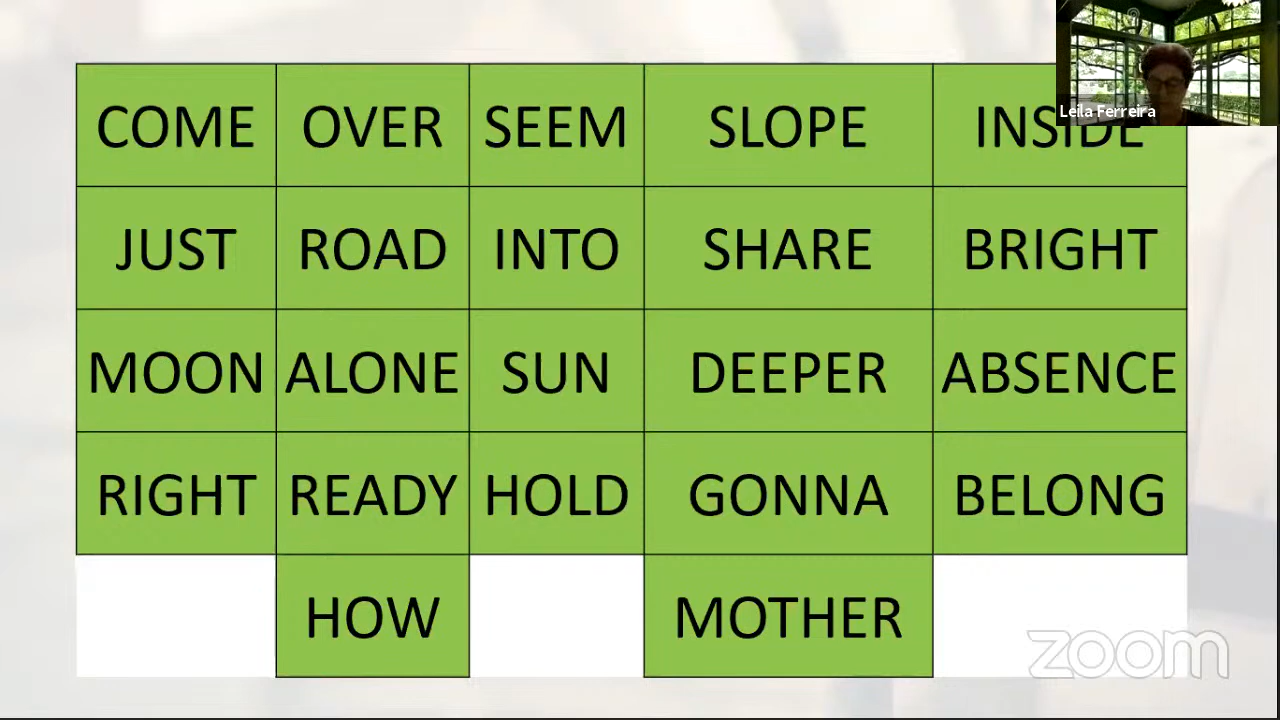 COME OVER SEEM SLOPE INSIDE
Leila Ferreira
JUST ROAD INTO SHARE BRIGHT
MOON ALONE SUN DEEPER ABSENCE
RIGHT READY HOLD GONNA BELONG
HOW MOTHER
zoom